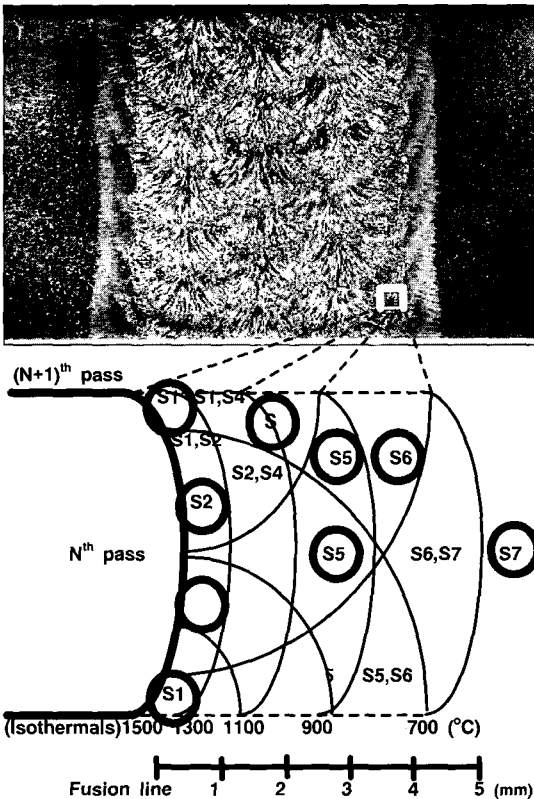 (N+1)th pass
S1 S1,S4
S1,S2
S
S5
S6
S2,S4
S2
Nth pass
S5
S6,S7
S7
S1
S5,S6
(Isothermals) 1500 1300 1100 900 700 (°C)
Fusion line 1 2 3 4 5 (mm)